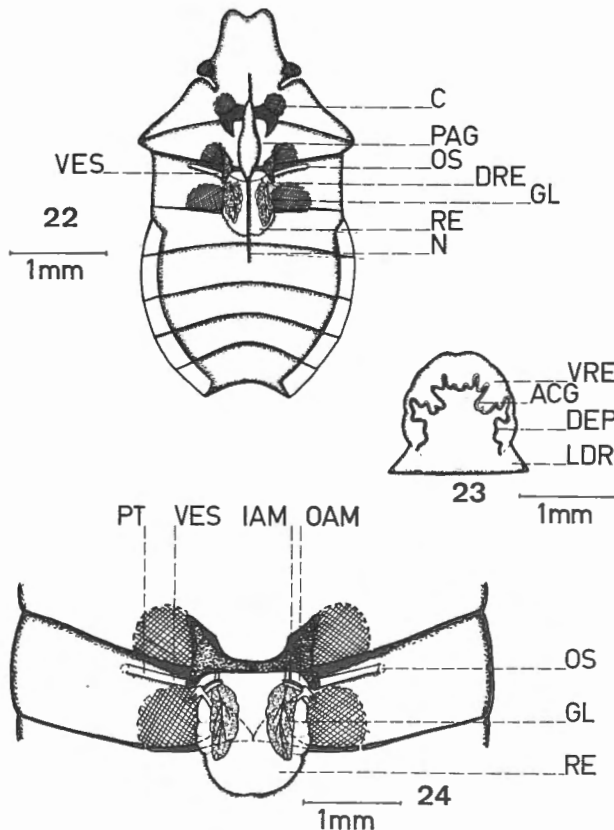 C
PAG
OS
VES
DRE
GL
22
RE
N
1mm
VRE
ACG
DEP
LDR
23
1mm
PT VES IAM OAM
OS
GL
RE
24
1mm